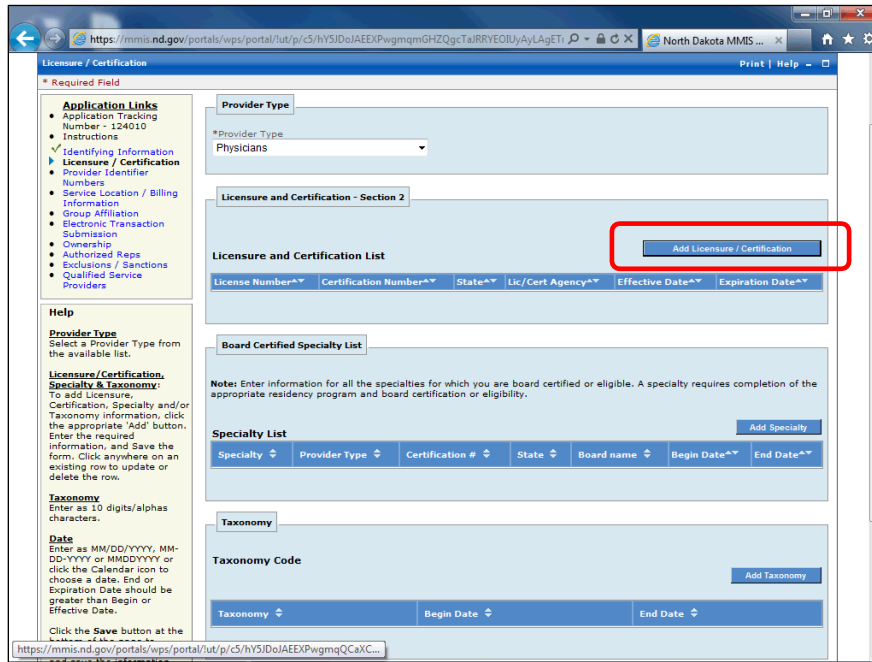 https://mmis.nd.gov/portals/wps/portal/!ut/p/c5/hY5JDoJAEEXPwgmqmGHZQgcTaJRRYEOIUyAyLAgETi
North Dakota MMIS ...
Licensure / Certification
Print | Help
* Required Field
Application Links
Application Tracking
Number - 124010
Instructions
Identifying Information
Licensure / Certification
Provider Identifier
Numbers
Service Location / Billing
Information
Group Affiliation
Electronic Transaction
Submission
Ownership
Authorized Reps
Exclusions / Sanctions
Qualified Service
Providers
Help
Provider Type
Select a Provider Type from
the available list.
Licensure/Certification,
Specialty & Taxonomy:
To add Licensure,
Certification, Specialty and/or
Taxonomy information, click
the appropriate 'Add' button.
Enter the required
information, and Save the
form. Click anywhere on an
existing row to update or
delete the row.
Taxonomy
Enter as 10 digits/alphas
characters.
Date
Enter as MM/DD/YYYY, MM-
DD-YYYY or MMDDYYYY or
click the Calendar icon to
choose a date. End or
Expiration Date should be
greater than Begin or
Effective Date.
Click the Save button at the
Provider Type
*Provider Type
Physicians
Licensure and Certification - Section 2
Add Licensure / Certification
Licensure and Certification List
License Number Certification Number State Lic/Cert Agency Effective Date Expiration Date
Board Certified Specialty List
Note: Enter information for all the specialties for which you are board certified or eligible. A specialty requires completion of the
appropriate residency program and board certification or eligibility.
Add Specialty
Specialty List
Specialty Provider Type Certification # State Board name Begin Date End Date
Taxonomy
Taxonomy Code
Add Taxonomy
Taxonomy Begin Date End Date
https://mmis.nd.gov/portals/wps/portal/!ut/p/c5/hY5JDoJAEEXPwgmqQCaXC...